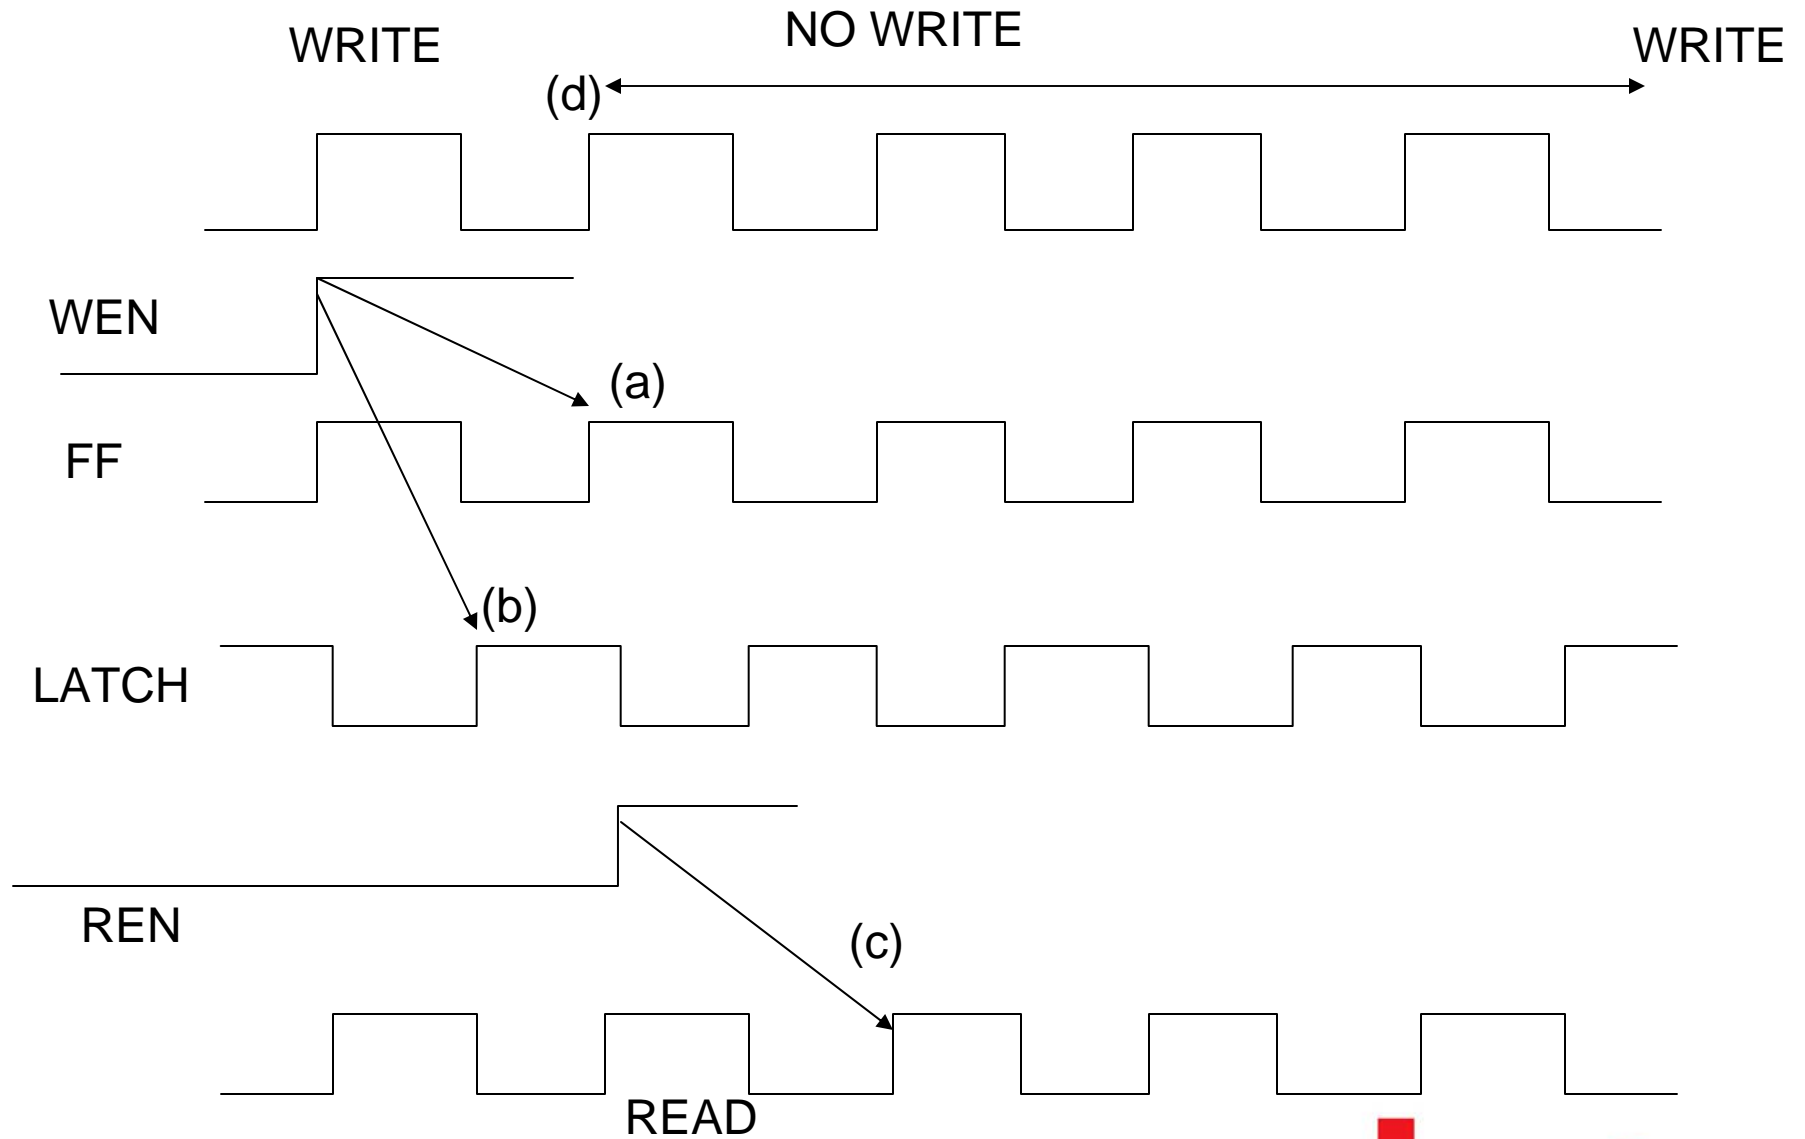 NO WRITE
WRITE
WRITE
(d)
WEN
(a)
FF
(b)
LATCH
REN
(c)
READ